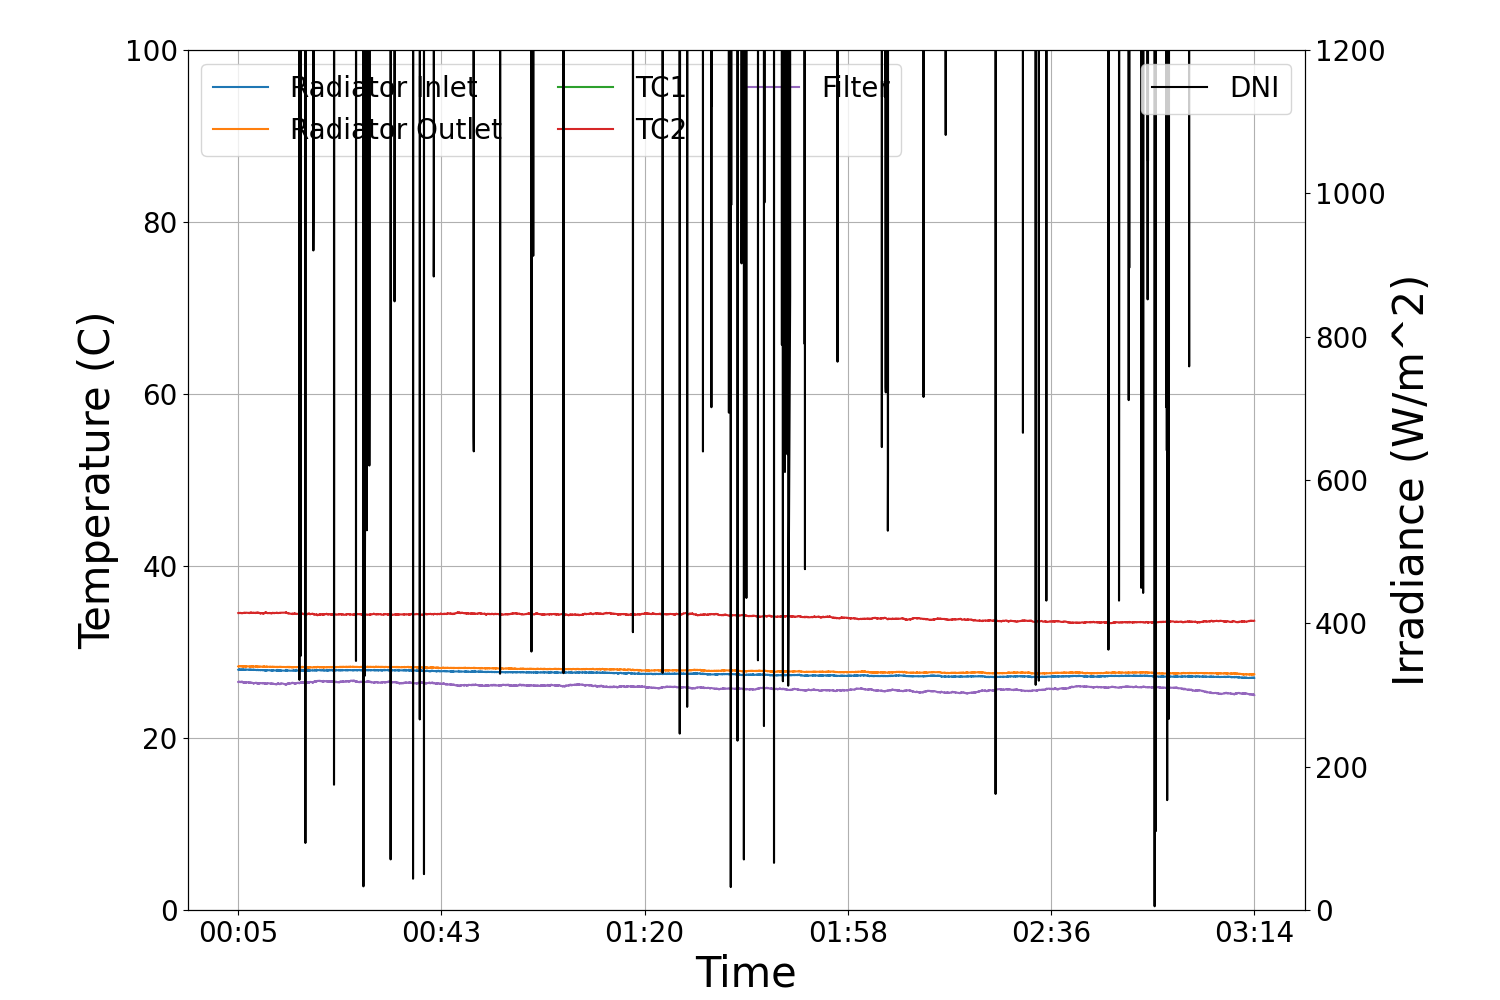 100
80
60
40
20
0
Temperature (C)
Radiator Inlet
Radiator Outlet
TC1
TC2
Filter
DNI
1200
1000
800
600
400
200
0
Irradiance (W/m^2)
00:05
00:43
01:20
01:58
02:36
03:14
Time